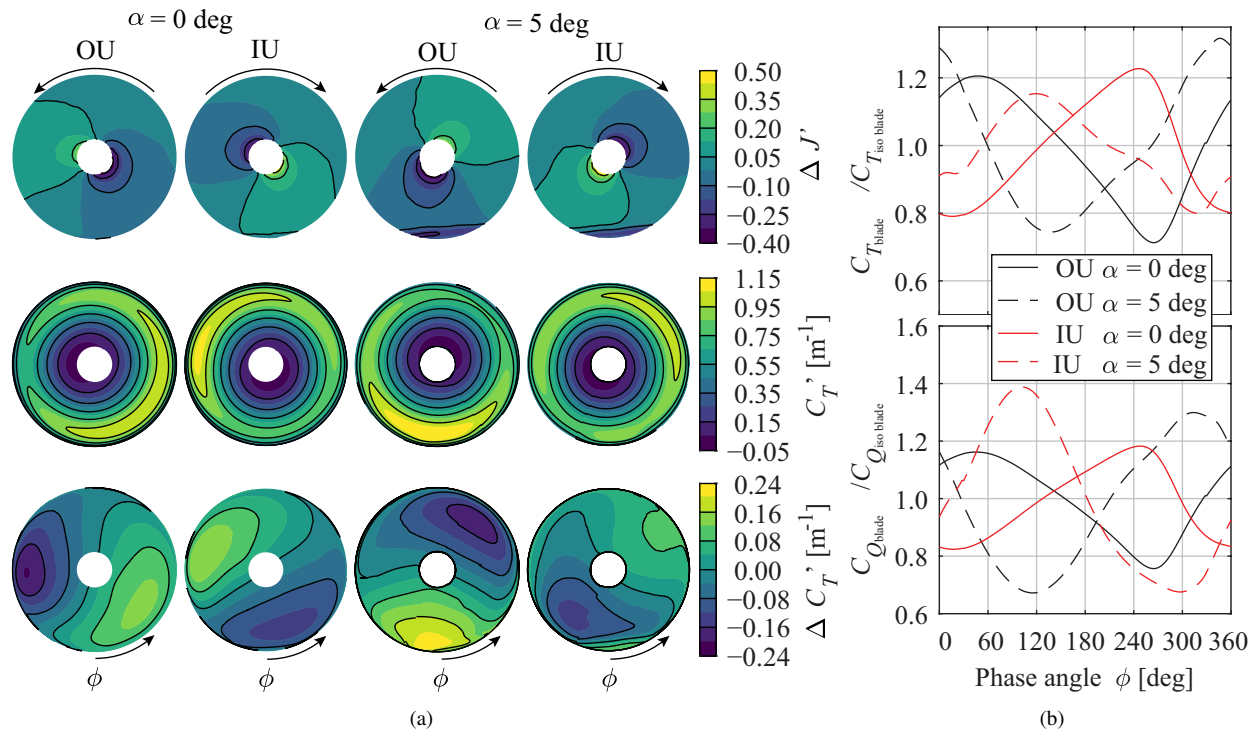 α = 0 deg
α = 5 deg
OU
IU
OU
IU
0.50
0.35
0.20
0.05
−0.10
−0.25
−0.40
Δ J'
1.15
0.95
0.75
0.55
0.35
0.15
−0.05
C_T' [m⁻¹]
0.24
0.16
0.08
0.00
−0.08
−0.16
−0.24
Δ C_T' [m⁻¹]
ϕ
ϕ
ϕ
ϕ
(a)
1.2
1.0
0.8
0.6
C_T_blade /C_T_iso blade
OU α = 0 deg
OU α = 5 deg
IU α = 0 deg
IU α = 5 deg
1.6
1.4
1.2
1.0
0.8
0.6
C_Q_blade /C_Q_iso blade
0
60
120
180
240
300
360
Phase angle ϕ [deg]
(b)